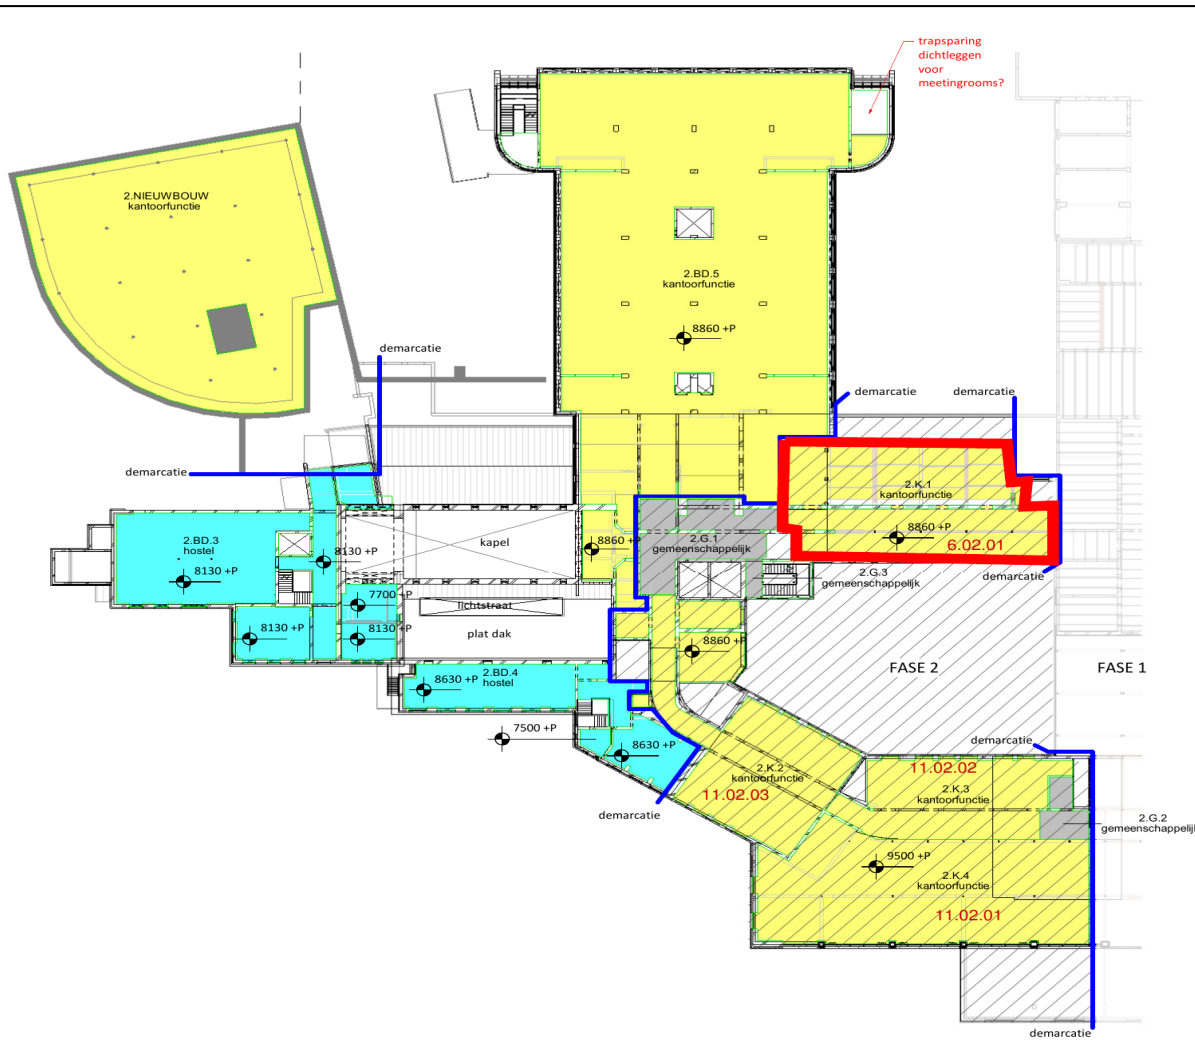 trapsparing
dichtleggen
voor
meetingrooms?
2.NIEUWBOUW
kantoorfunctie
2.BD.5
kantoorfunctie
8860 +P
demarcatie
demarcatie
demarcatie
demarcatie
2.K.1
kantoorfunctie
8860 +P
6.02.01
2.BD.3
hostel
8130 +P
8130 +P
kapel
8860 +P
2.G.1
gemeenschappelijk
2.G.3
gemeenschappelijk
demarcatie
7700 +P
lichtstraat
8130 +P
8130 +P
plat dak
8860 +P
FASE 2
FASE 1
8630 +P
2.BD.4
hostel
7500 +P
8630 +P
demarcatie
demarcatie
2.K.2
kantoorfunctie
11.02.03
11.02.02
2.K.3
kantoorfunctie
2.G.2
gemeenschappelijk
9500 +P
2.K.4
kantoorfunctie
11.02.01
demarcatie